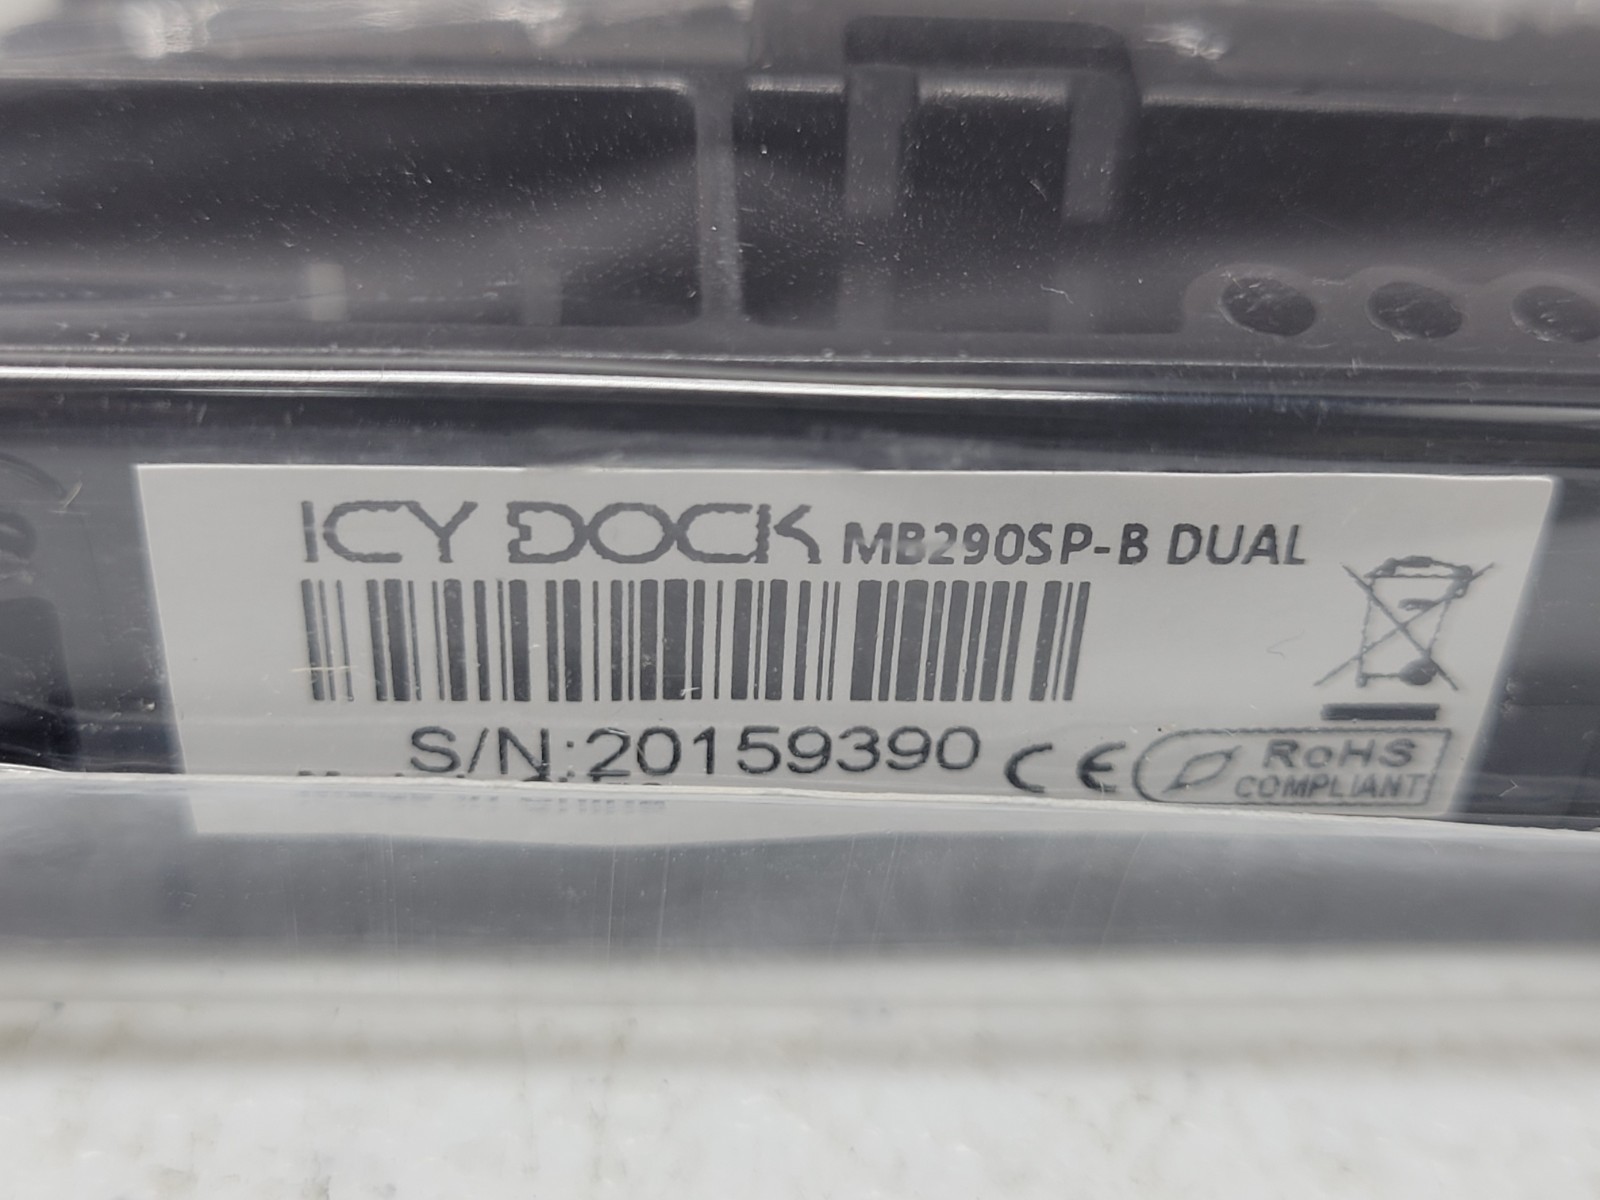 ICY DOCK MB290SP-B DUAL
S/N:20159390
CE
RoHS
COMPLIANT